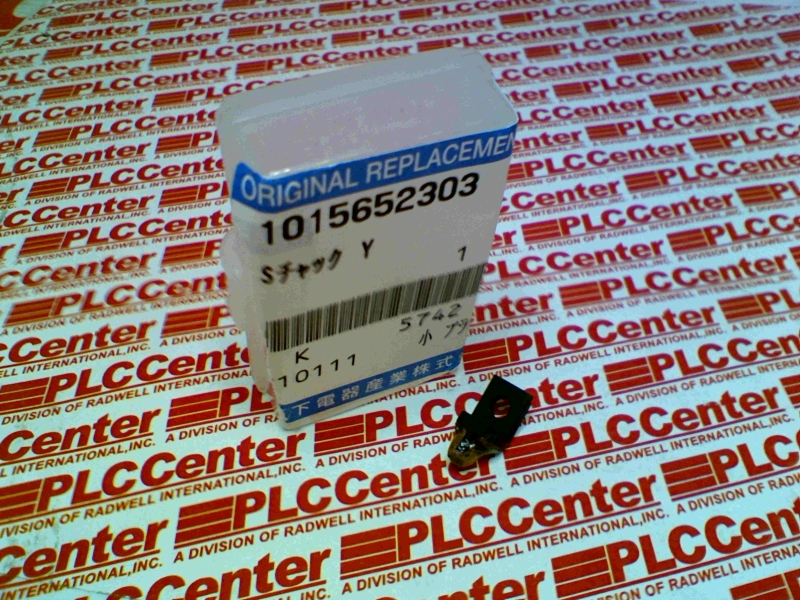 ORIGINAL REPLACEMEN
1015652303
Sチャック Y 1
5742
K 小
10111
下電器産業株式
PLCCenter
A DIVISION OF RADWELL INTERNATIONAL,INC.